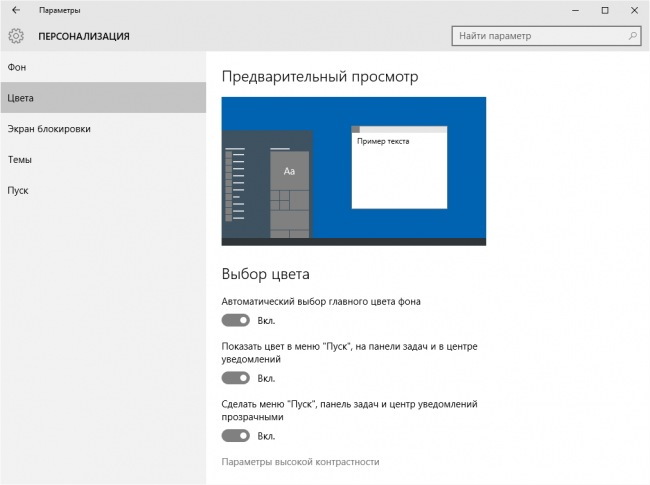 Параметры
ПЕРСОНАЛИЗАЦИЯ
Найти параметр
Фон
Цвета
Экран блокировки
Темы
Пуск
Предварительный просмотр
Пример текста
Aa
Выбор цвета
Автоматический выбор главного цвета фона
Вкл.
Показать цвет в меню "Пуск", на панели задач и в центре
уведомлений
Вкл.
Сделать меню "Пуск", панель задач и центр уведомлений
прозрачными
Вкл.
Параметры высокой контрастности